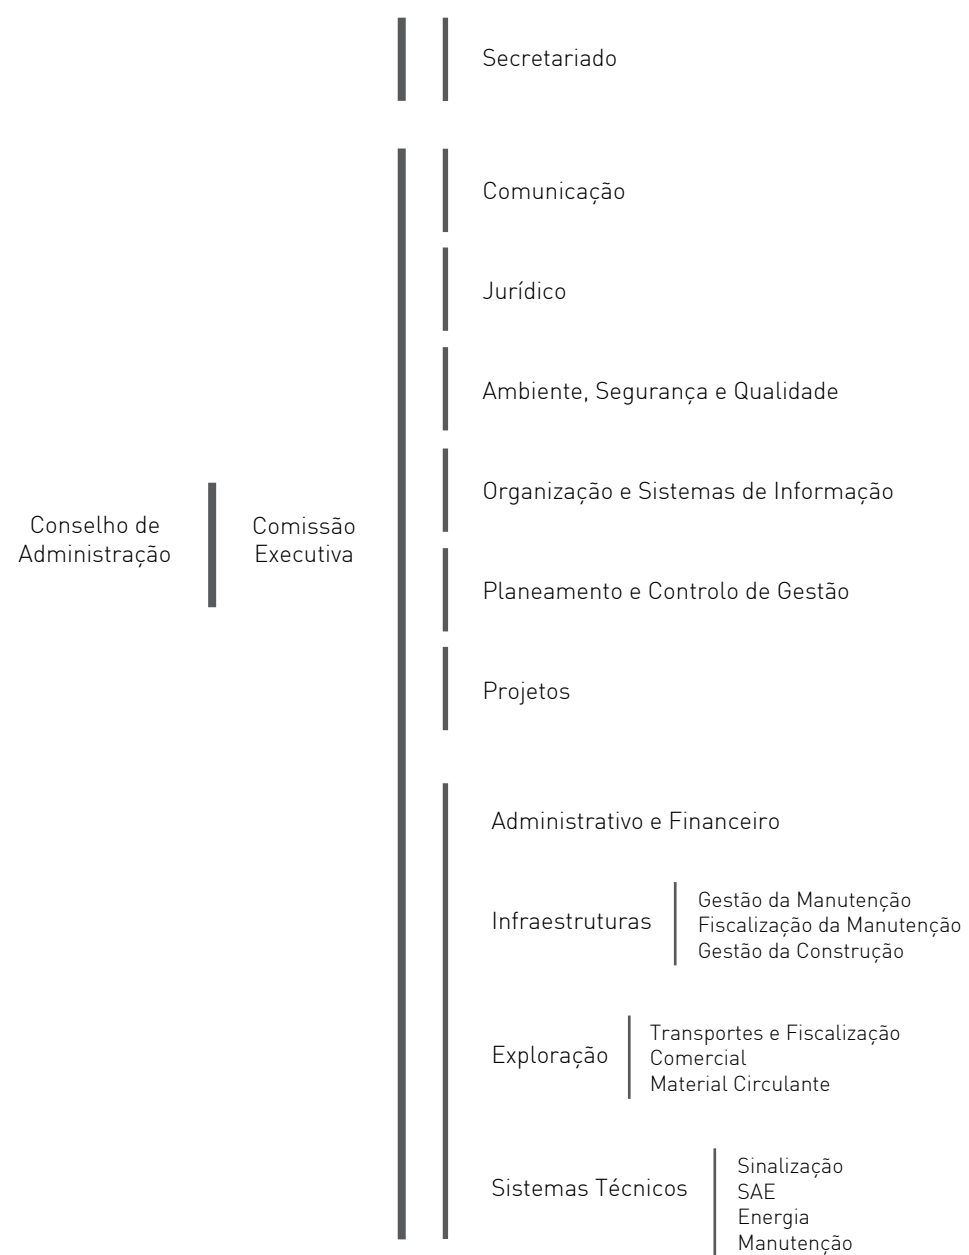 Secretariado
Comunicação
Jurídico
Ambiente, Segurança e Qualidade
Organização e Sistemas de Informação
Conselho de
Administração
Comissão
Executiva
Planeamento e Controlo de Gestão
Projetos
Administrativo e Financeiro
Infraestruturas
Gestão da Manutenção
Fiscalização da Manutenção
Gestão da Construção
Exploração
Transportes e Fiscalização
Comercial
Material Circulante
Sistemas Técnicos
Sinalização
SAE
Energia
Manutenção